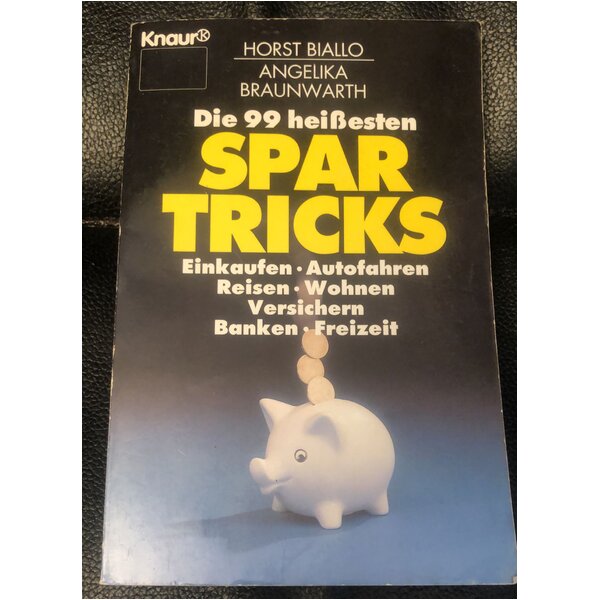 Knaur K
HORST BIALLO
ANGELIKA
BRAUNWARTH
Die 99 heißesten
SPAR
TRICKS
Einkaufen · Autofahren
Reisen · Wohnen
Versichern
Banken · Freizeit